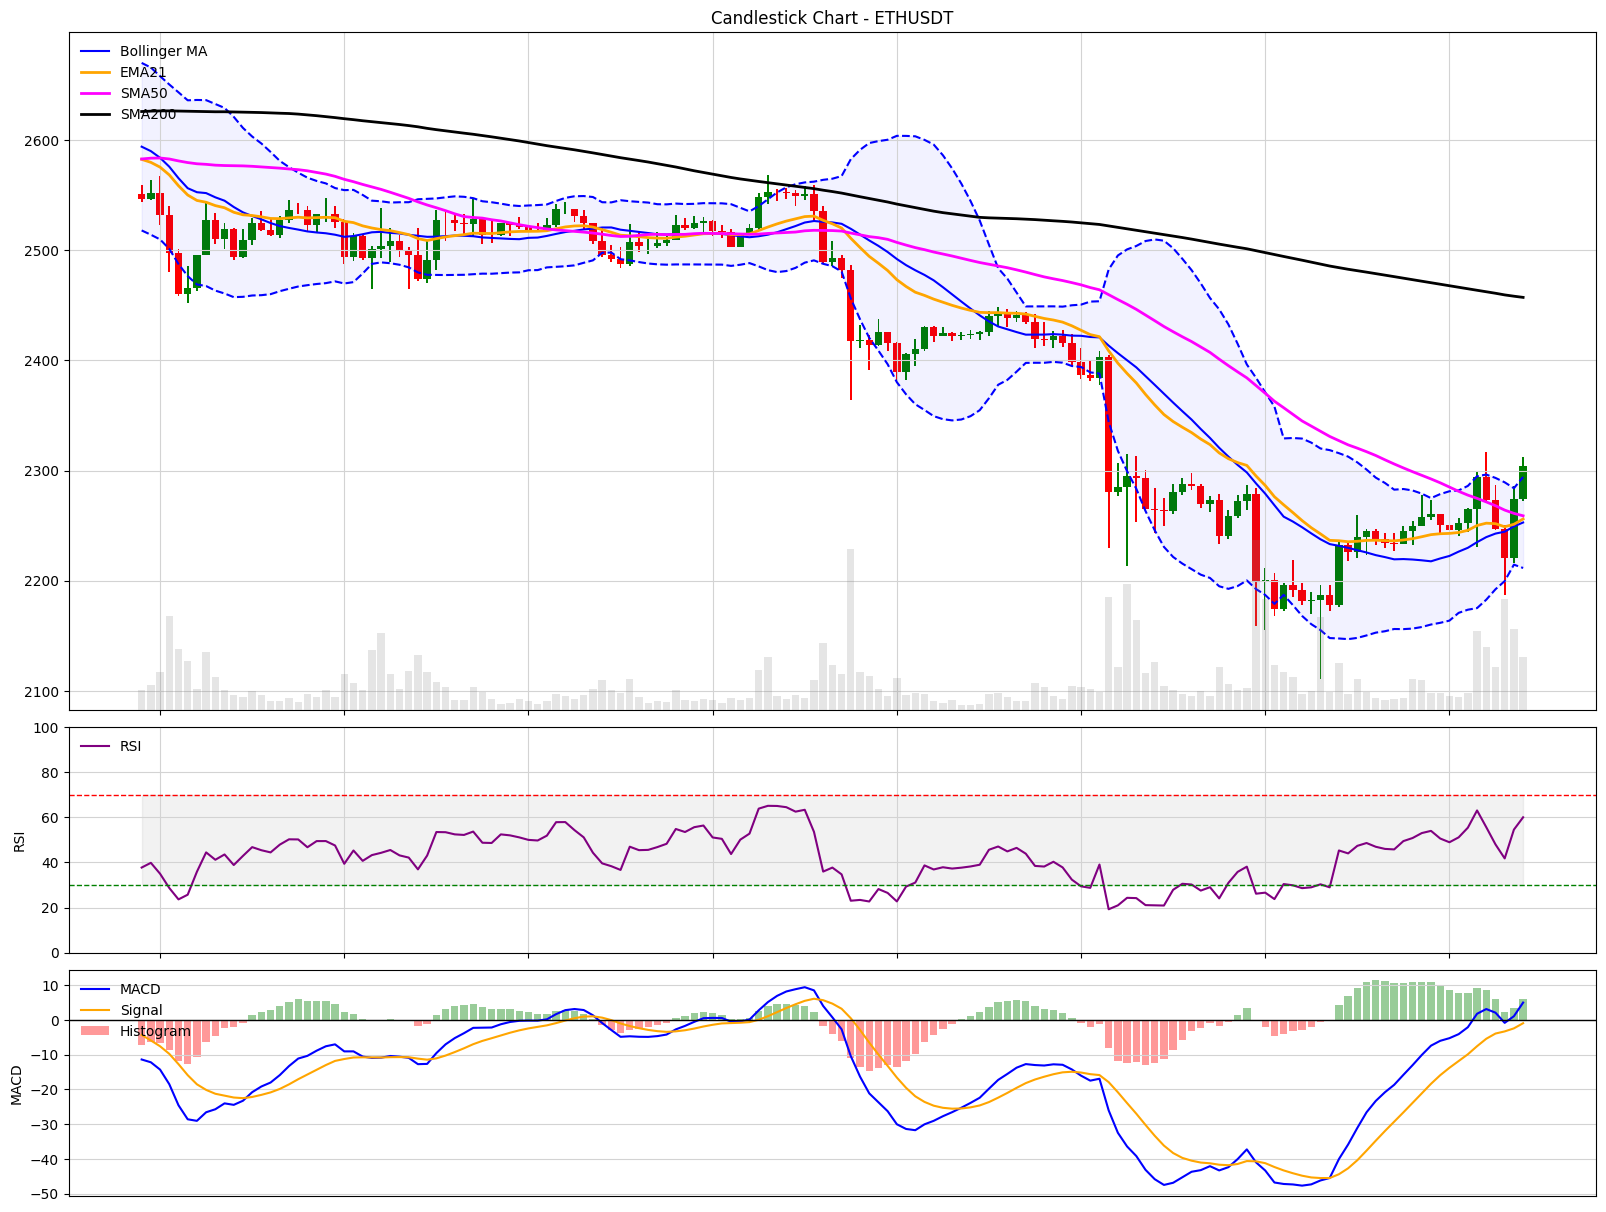 Candlestick Chart - ETHUSDT
Bollinger MA
EMA21
SMA50
SMA200
2600
2500
2400
2300
2200
2100
100
80
60
40
20
0
RSI
RSI
10
0
−10
−20
−30
−40
−50
MACD
MACD
Signal
Histogram